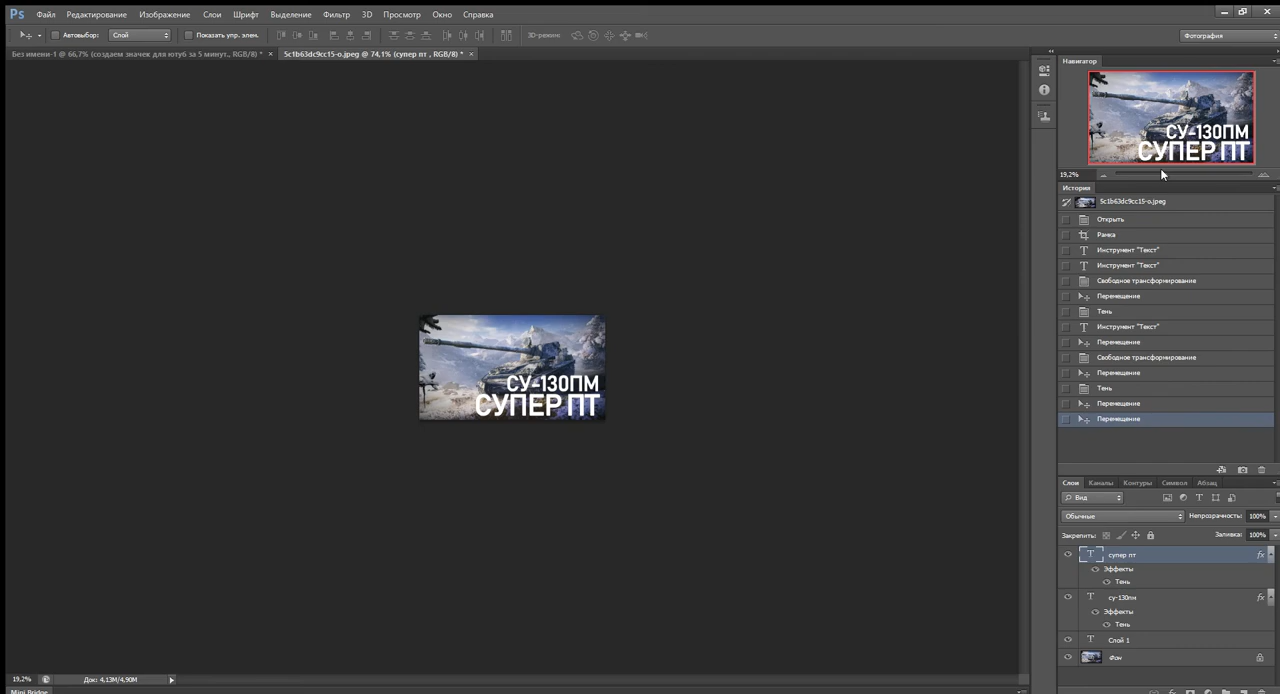 Ps Файл Редактирование Изображение Слои Шрифт Выделение Фильтр 3D Просмотр Окно Справка
Автовыбор: Слой Показать упр. элем. 3D-режим: Фотография
Без имени-1 @ 66,7% (создаем значек для ютуб за 5 минут., RGB/8) * × 5c1b63dc9cc15-o.jpeg @ 74,1% (супер пт , RGB/8) * ×
Навигатор
СУ-130ПМ
СУПЕР ПТ
19,2%
История
5c1b63dc9cc15-o.jpeg
Открыть
Рамка
Инструмент "Текст"
Инструмент "Текст"
Свободное трансформирование
Перемещение
Тень
Инструмент "Текст"
Перемещение
Свободное трансформирование
Перемещение
Тень
Перемещение
Перемещение
СУ-130ПМ
СУПЕР ПТ
Слои Каналы Контуры Символ Абзац
Вид
Обычные Непрозрачность: 100%
Закрепить: Заливка: 100%
T супер пт fx
Эффекты
Тень
T су-130пм fx
Эффекты
Тень
T Слой 1
Фон
19,2% Док: 4,13M/4,90M
Mini Bridge